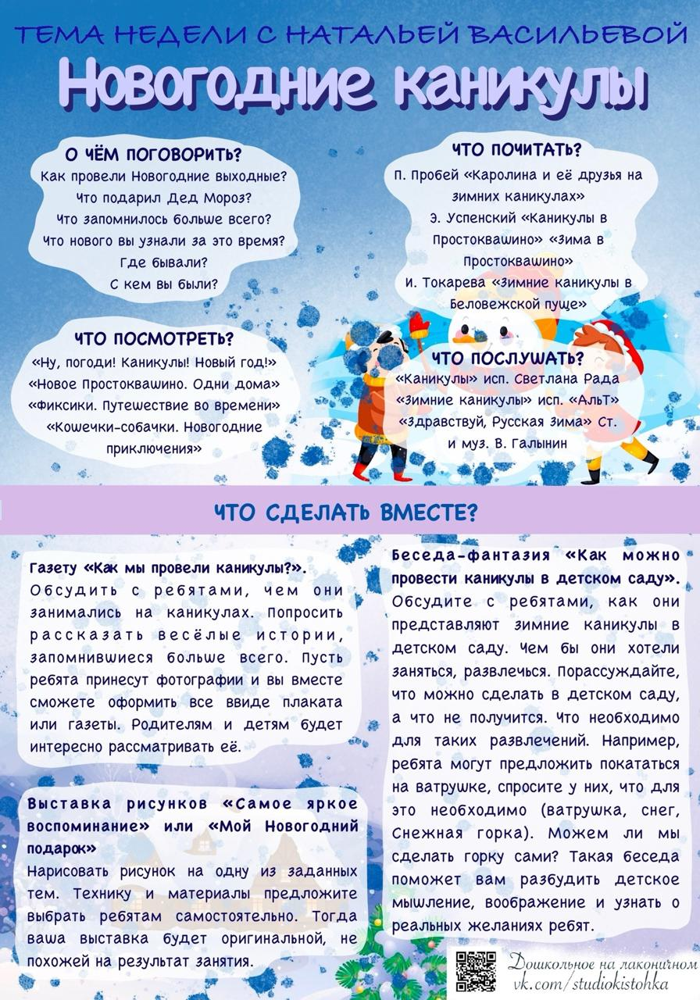 ТЕМА НЕДЕЛИ С НАТАЛЬЕЙ ВАСИЛЬЕВОЙ
Новогодние каникулы
О ЧЁМ ПОГОВОРИТЬ?
Как провели Новогодние выходные?
Что подарил Дед Мороз?
Что запомнилось больше всего?
Что нового вы узнали за это время?
Где бывали?
С кем вы были?
ЧТО ПОЧИТАТЬ?
П. Пробей «Каролина и её друзья на
зимних каникулах»
Э. Успенский «Каникулы в
Простоквашино» «Зима в
Простоквашино»
И. Токарева «Зимние каникулы в
Беловежской пуще»
ЧТО ПОСМОТРЕТЬ?
«Ну, погоди! Каникулы! Новый год!»
«Новое Простоквашино. Одни дома»
«Фиксики. Путешествие во времени»
«Кошечки-собачки. Новогодние
приключения»
ЧТО ПОСЛУШАТЬ?
«Каникулы» исп. Светлана Рада
«Зимние каникулы» исп. «АльТ»
«Здравствуй, Русская Зима» Ст.
и муз. В. Галынин
ЧТО СДЕЛАТЬ ВМЕСТЕ?
Газету «Как мы провели каникулы?».
Обсудить с ребятами, чем они
занимались на каникулах. Попросить
рассказать весёлые истории,
запомнившиеся больше всего. Пусть
ребята принесут фотографии и вы вместе
сможете оформить все ввиде плаката
или газеты. Родителям и детям будет
интересно рассматривать её.
Выставка рисунков «Самое яркое
воспоминание» или «Мой Новогодний
подарок»
Нарисовать рисунок на одну из заданных
тем. Технику и материалы предложите
выбрать ребятам самостоятельно. Тогда
ваша выставка будет оригинальной, не
похожей на результат занятия.
Беседа-фантазия «Как можно
провести каникулы в детском саду».
Обсудите с ребятами, как они
представляют зимние каникулы в
детском саду. Чем бы они хотели
заняться, развлечься. Порассуждайте,
что можно сделать в детском саду,
а что не получится. Что необходимо
для таких развлечений. Например,
ребята могут предложить покататься
на ватрушке, спросите у них, что для
это необходимо (ватрушка, снег,
Снежная горка). Можем ли мы
сделать горку сами? Такая беседа
поможет вам разбудить детское
мышление, воображение и узнать о
реальных желаниях ребят.
Дошкольное на лаконичном
vk.com/studiokistohka